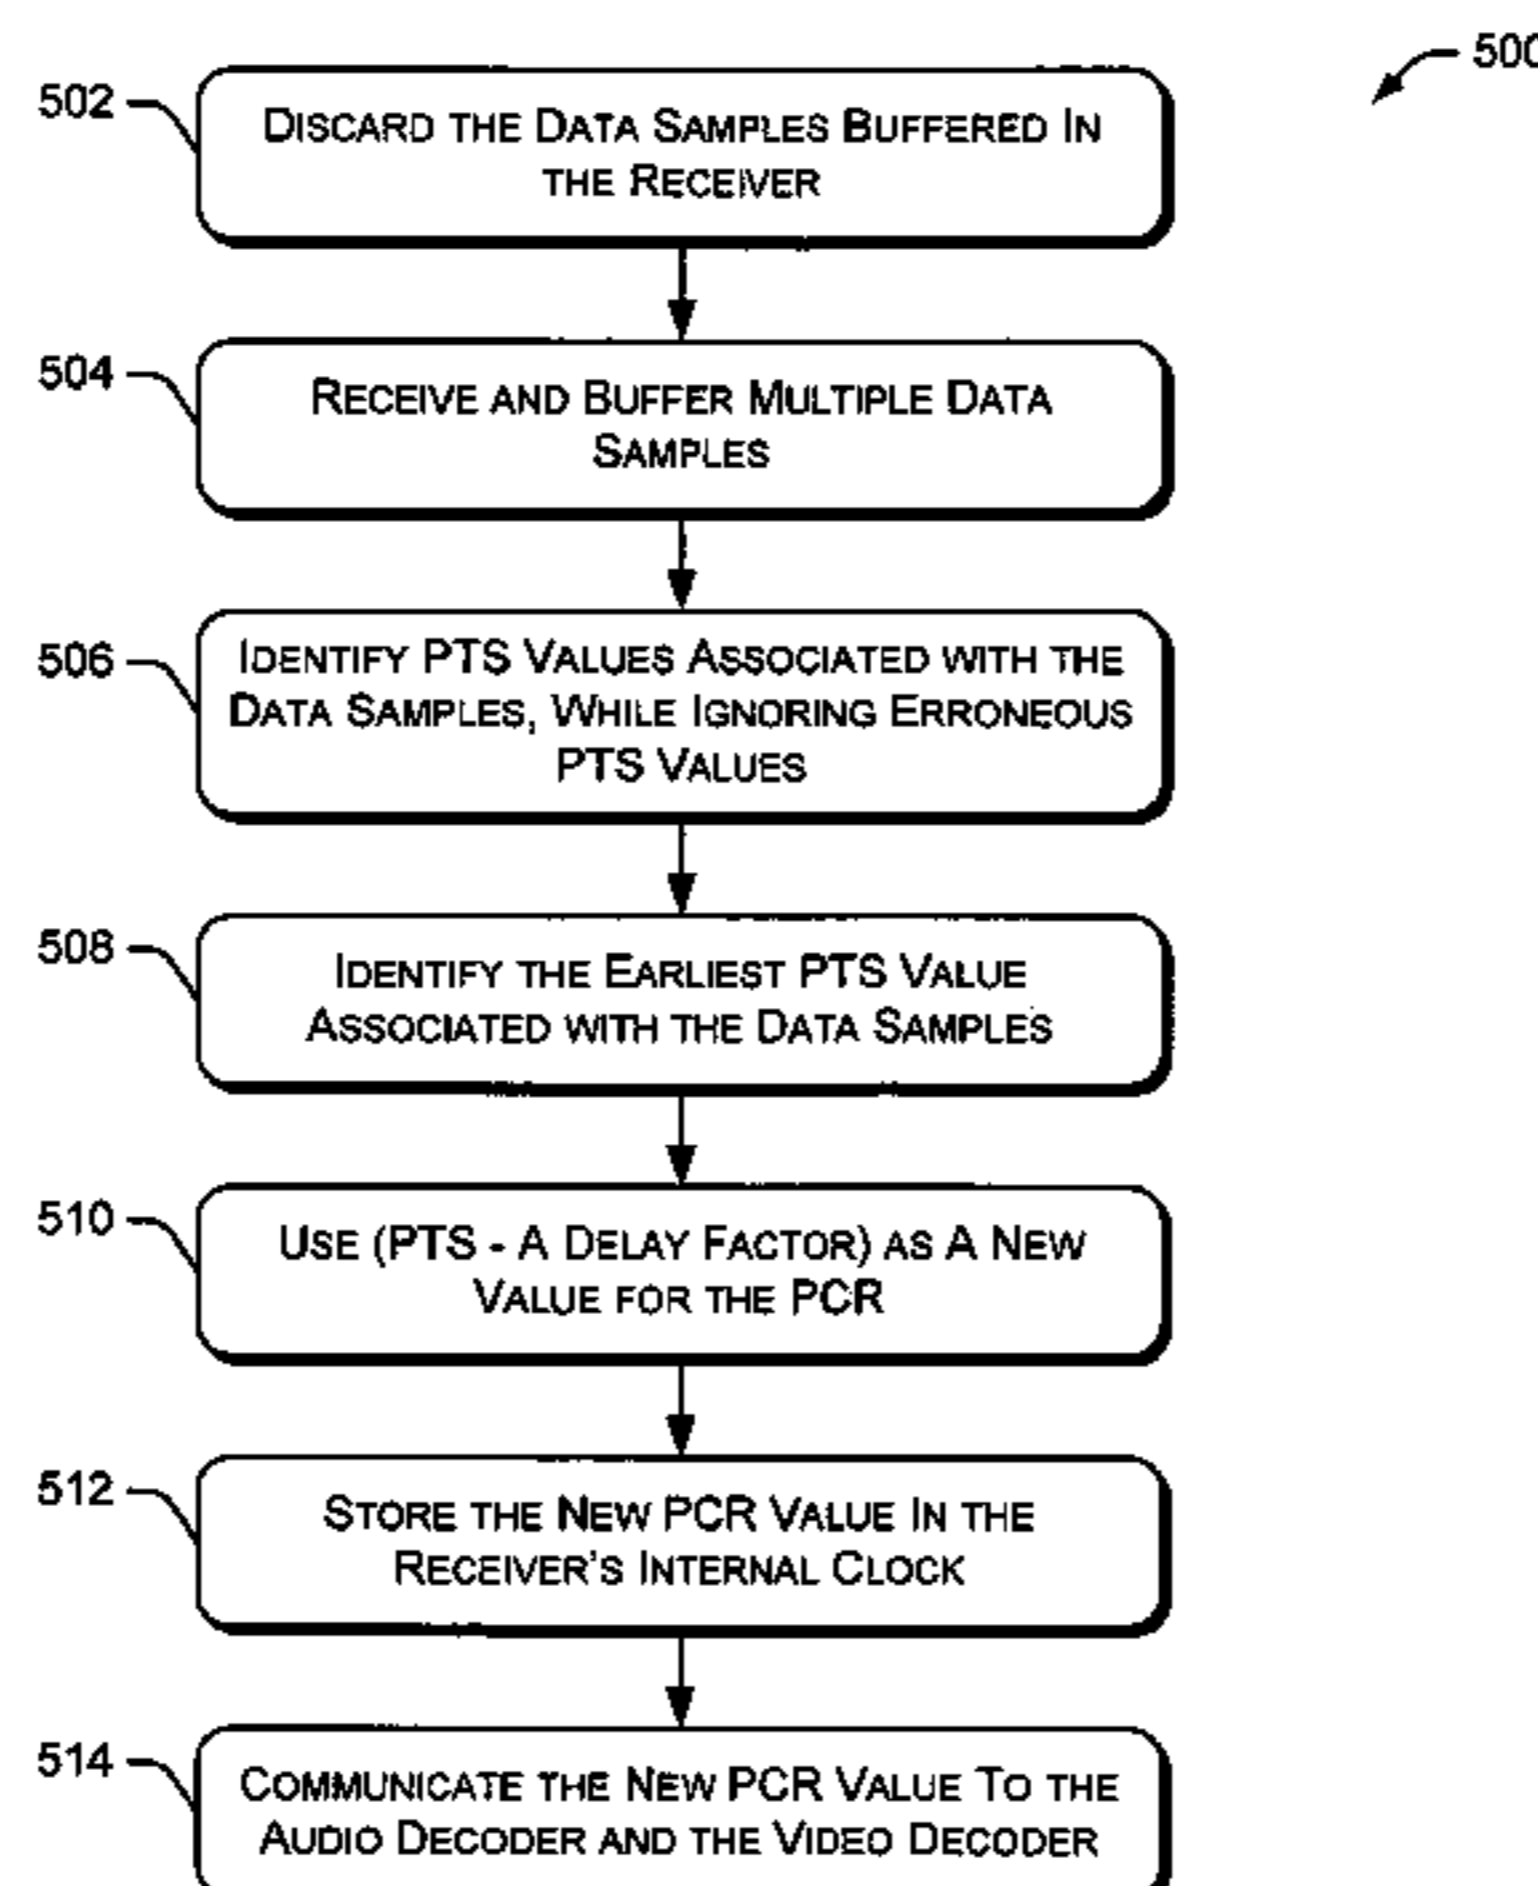 500
502
DISCARD THE DATA SAMPLES BUFFERED IN
THE RECEIVER
504
RECEIVE AND BUFFER MULTIPLE DATA
SAMPLES
506
IDENTIFY PTS VALUES ASSOCIATED WITH THE
DATA SAMPLES, WHILE IGNORING ERRONEOUS
PTS VALUES
508
IDENTIFY THE EARLIEST PTS VALUE
ASSOCIATED WITH THE DATA SAMPLES
510
USE (PTS - A DELAY FACTOR) AS A NEW
VALUE FOR THE PCR
512
STORE THE NEW PCR VALUE IN THE
RECEIVER'S INTERNAL CLOCK
514
COMMUNICATE THE NEW PCR VALUE TO THE
AUDIO DECODER AND THE VIDEO DECODER